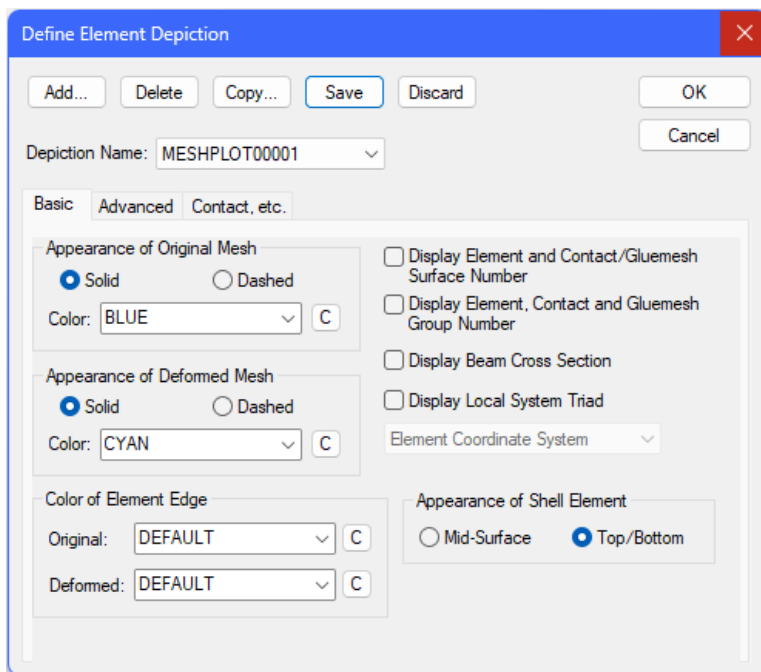 Define Element Depiction
Add... Delete Copy... Save Discard OK
Cancel
Depiction Name: MESHPLOT00001
Basic Advanced Contact, etc.
Appearance of Original Mesh
Solid Dashed
Color: BLUE C
Appearance of Deformed Mesh
Solid Dashed
Color: CYAN C
Color of Element Edge
Original: DEFAULT C
Deformed: DEFAULT C
Display Element and Contact/Gluemesh
Surface Number
Display Element, Contact and Gluemesh
Group Number
Display Beam Cross Section
Display Local System Triad
Element Coordinate System
Appearance of Shell Element
Mid-Surface Top/Bottom